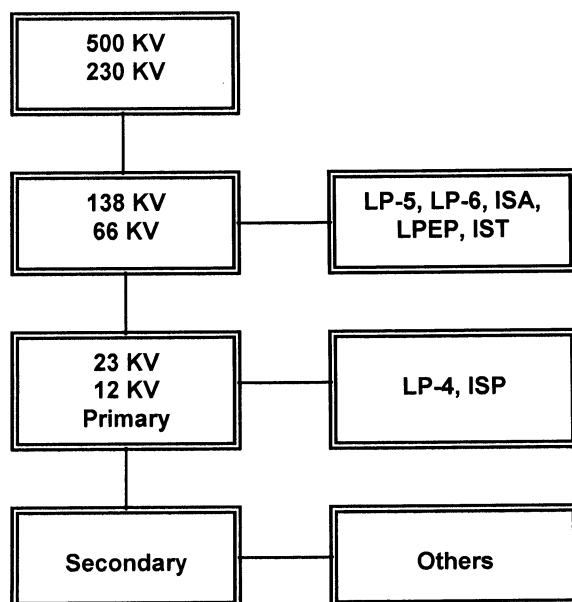 500 KV
230 KV
138 KV
66 KV
LP-5, LP-6, ISA,
LPEP, IST
23 KV
12 KV
Primary
LP-4, ISP
Secondary
Others